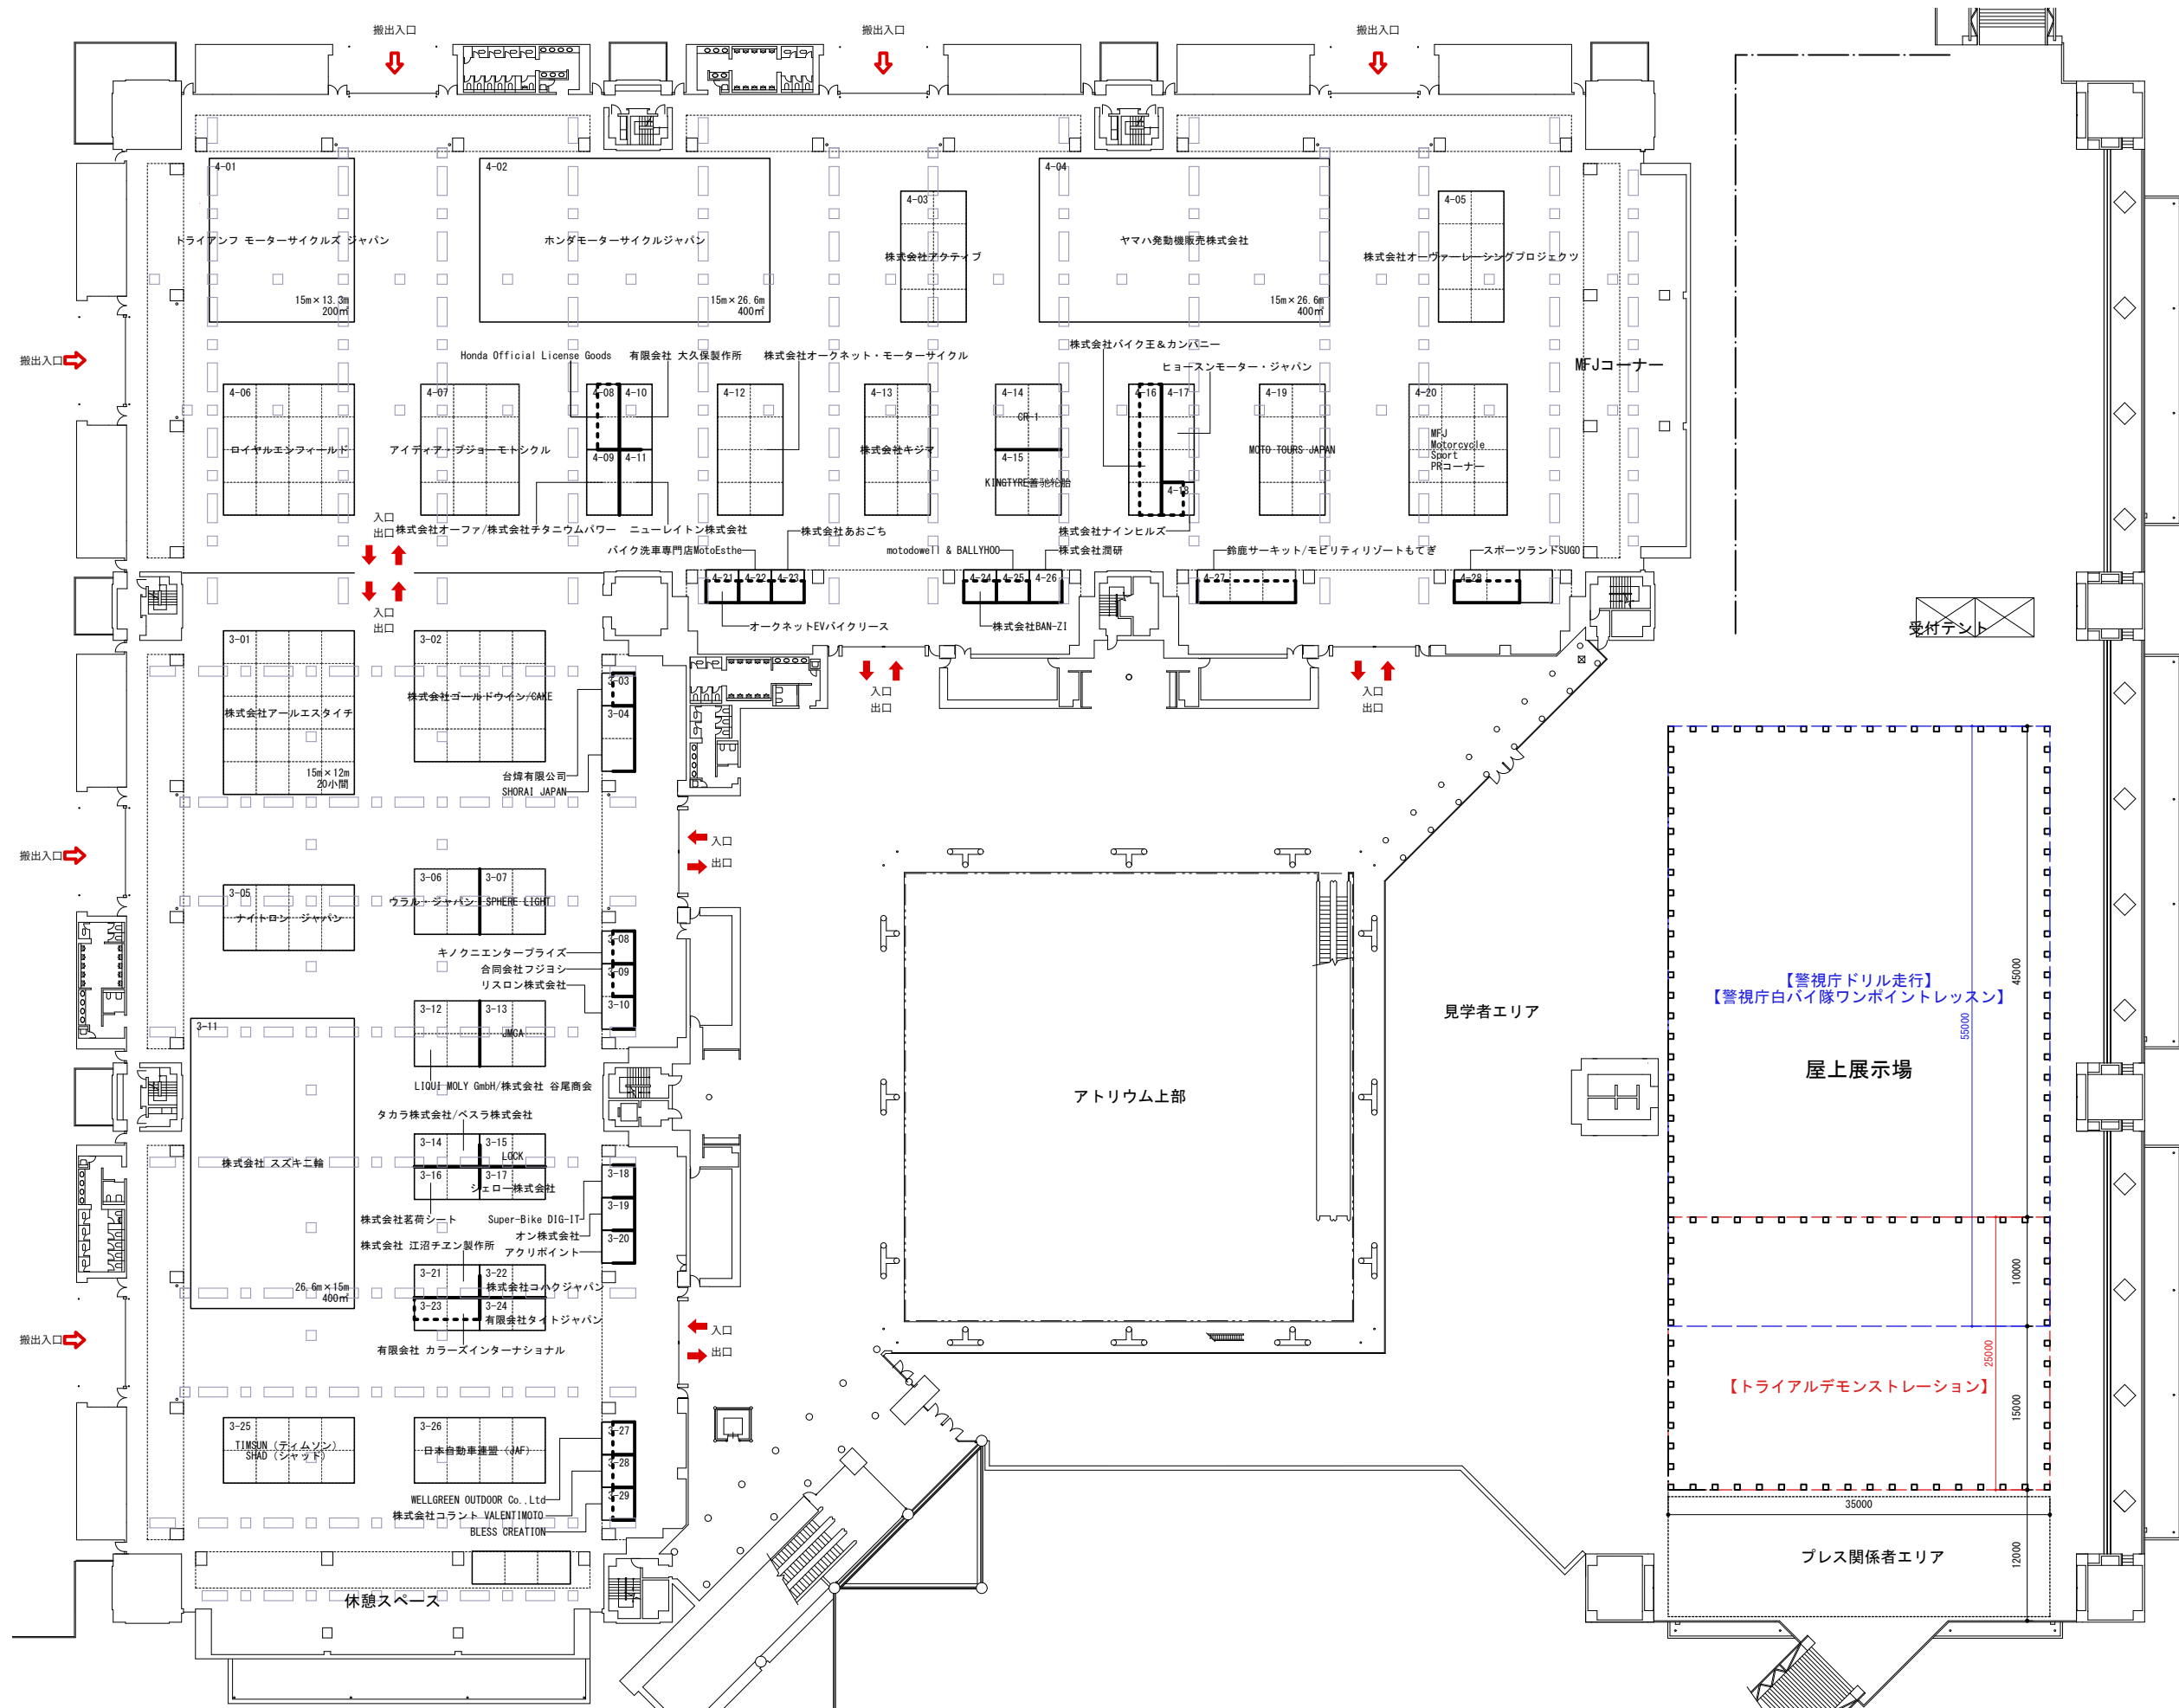 搬出入口
搬出入口
搬出入口
4-01
トライアンフ モーターサイクルズ ジャパン
15m×13.3m
200㎡
4-02
ホンダモーターサイクルジャパン
15m×26.6m
400㎡
4-03
株式会社アクティブ
4-04
ヤマハ発動機販売株式会社
15m×26.6m
400㎡
4-05
株式会社オーヴァーレーシングプロジェクツ
搬出入口
Honda Official License Goods
有限会社 大久保製作所
株式会社オークネット・モーターサイクル
株式会社バイク王&カンパニー
ヒョースンモーター・ジャパン
MFJコーナー
4-06
ロイヤルエンフィールド
4-07
アイディア・プジョーモトシクル
4-08
4-10
4-09
4-11
4-12
4-13
株式会社キジマ
4-14
CR-1
4-15
KINGTYRE善驰轮胎
4-16
4-17
4-18
4-19
MOTO TOURS JAPAN
4-20
MFJ
Motorcycle
Sport
PRコーナー
入口
出口
株式会社オーファ/株式会社チタニウムパワー
ニューレイトン株式会社
株式会社あおごち
株式会社ナインヒルズ
バイク洗車専門店MotoEsthe
motodowell & BALLYHOO
株式会社潤研
鈴鹿サーキット/モビリティリゾートもてぎ
スポーツランドSUGO
4-21
4-22
4-23
4-24
4-25
4-26
4-27
4-28
入口
出口
オークネットEVバイクリース
株式会社BAN-ZI
受付テント
入口
出口
入口
出口
3-01
株式会社アールエスタイチ
15m×12m
20小間
3-02
株式会社ゴールドウイン/CAKE
3-03
3-04
台煒有限公司
SHORAI JAPAN
入口
出口
搬出入口
3-05
ナイトロン ジャパン
3-06
ウラル・ジャパン
3-07
SPHERE LIGHT
キノクニエンタープライズ
合同会社フジヨシ
リスロン株式会社
3-08
3-09
3-10
3-11
株式会社 スズキ二輪
26.6m×15m
400㎡
3-12
3-13
JMCA
LIQUI MOLY GmbH/株式会社 谷尾商会
タカラ株式会社/ベスラ株式会社
3-14
3-15
LOCK
3-16
3-17
シェロー株式会社
株式会社茗荷シート
3-18
3-19
3-20
Super-Bike DIG-IT
オン株式会社
アクリポイント
株式会社 江沼チヱン製作所
3-21
3-22
株式会社コハクジャパン
3-23
3-24
有限会社タイトジャパン
有限会社 カラーズインターナショナル
搬出入口
入口
出口
3-25
TIMSUN (ティムソン)
SHAD (シャッド)
3-26
日本自動車連盟 (JAF)
3-27
3-28
3-29
WELLGREEN OUTDOOR Co.,Ltd
株式会社コラント VALENTIMOTO
BLESS CREATION
休憩スペース
アトリウム上部
見学者エリア
【警視庁ドリル走行】
【警視庁白バイ隊ワンポイントレッスン】
屋上展示場
45000
55000
10000
25000
15000
【トライアルデモンストレーション】
35000
12000
プレス関係者エリア